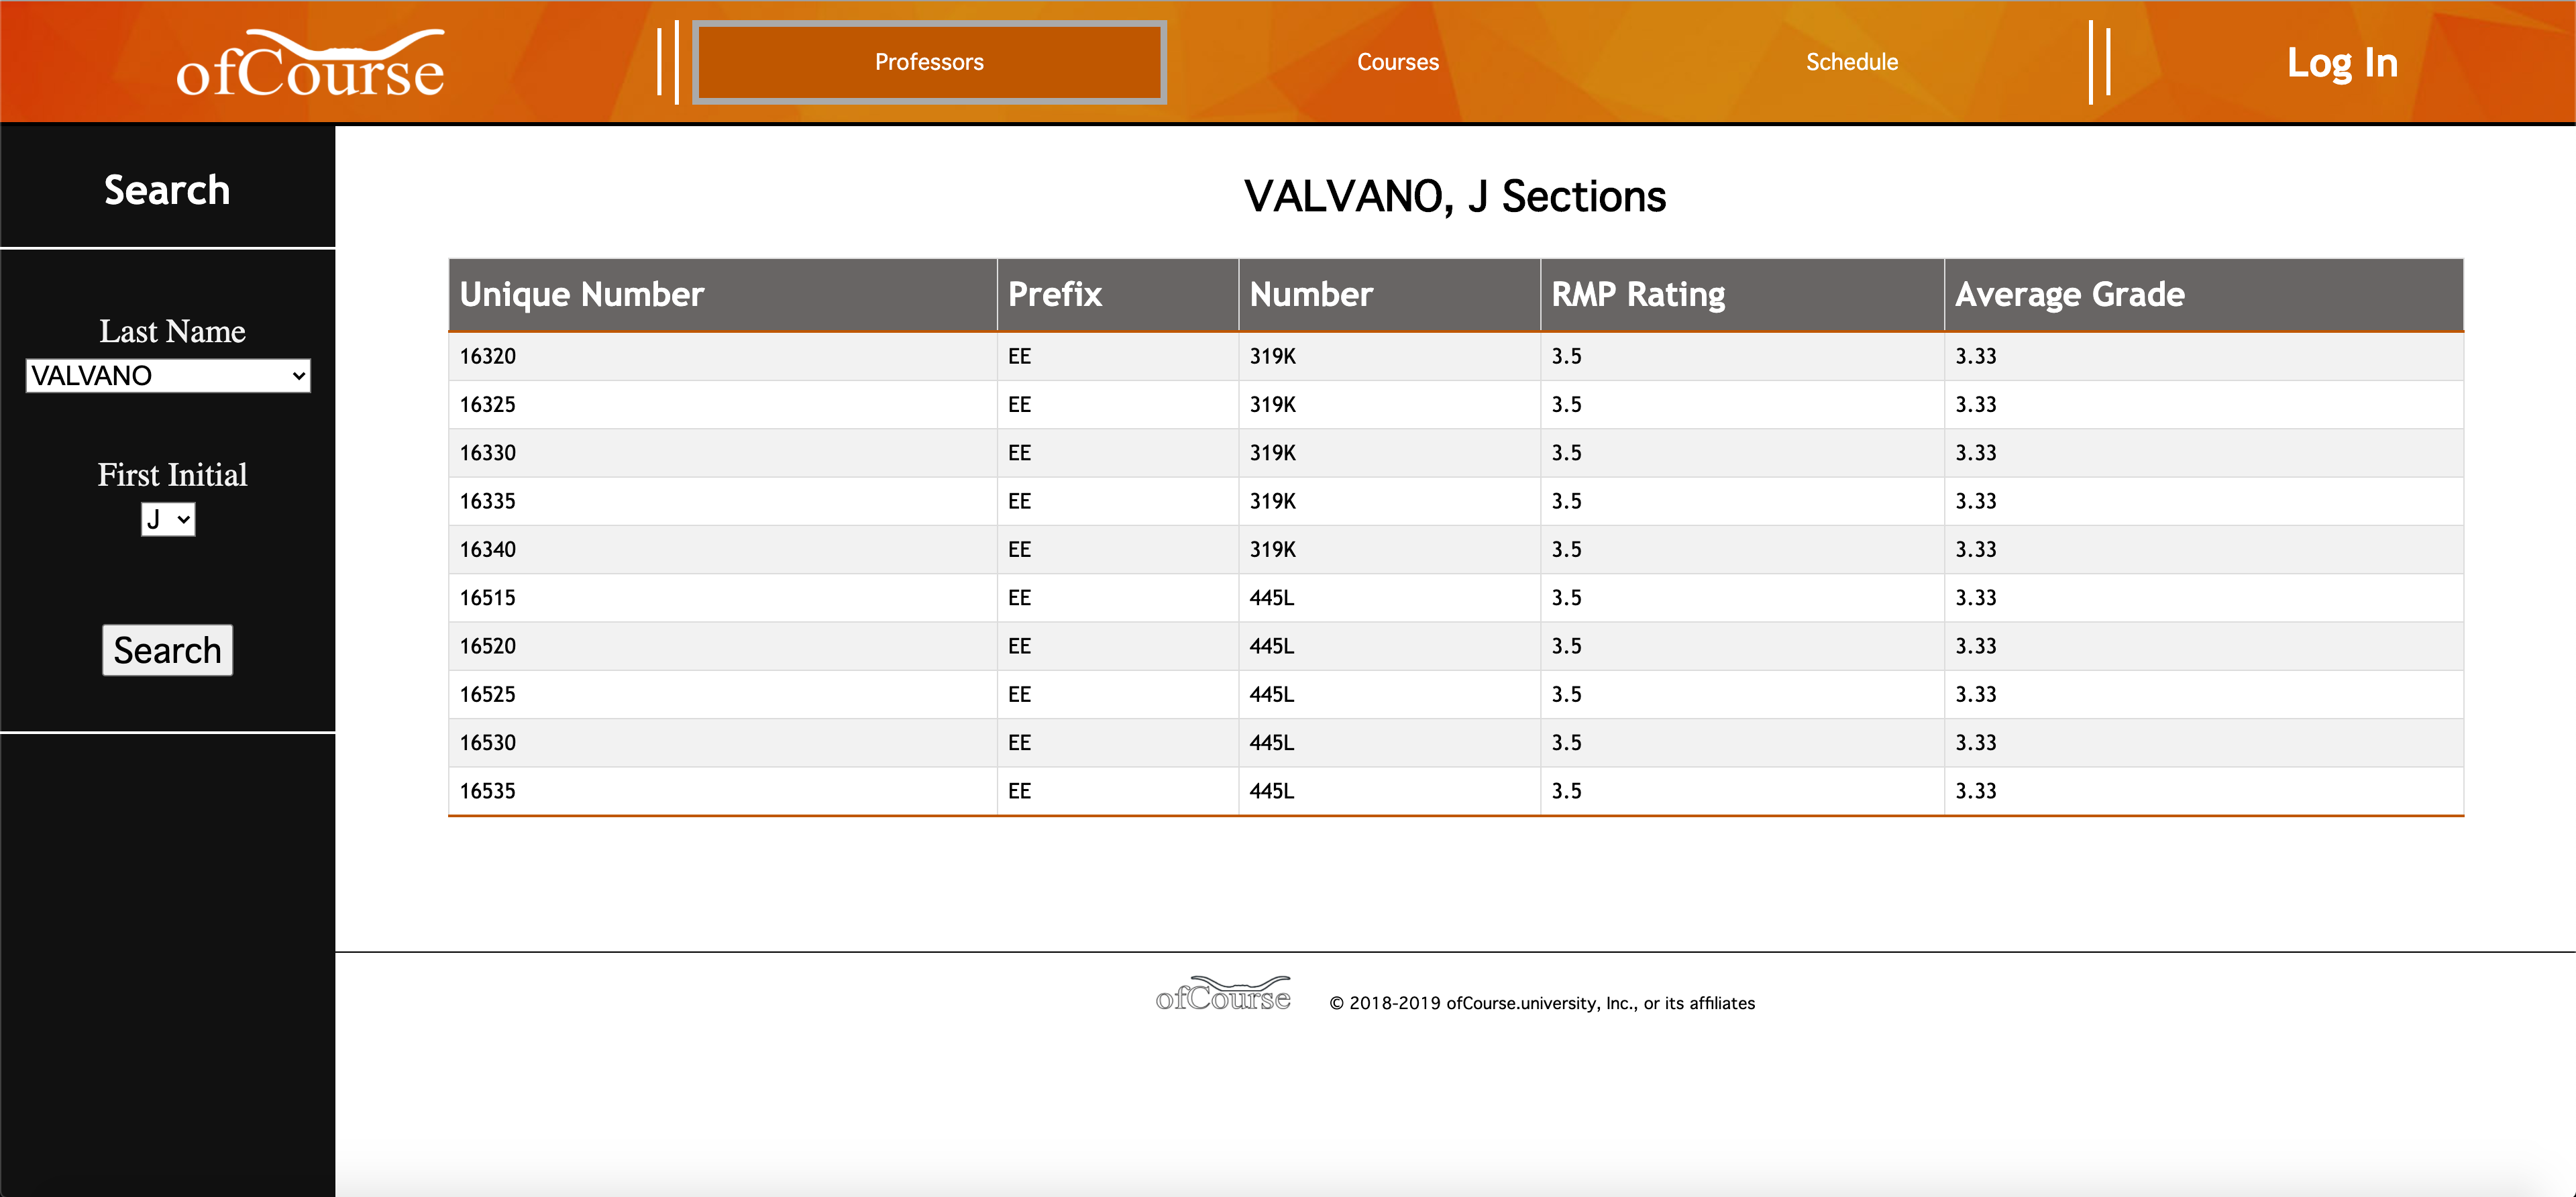 ofCourse
Professors
Courses
Schedule
Log In
Search
Last Name
VALVANO
First Initial
J
Search
VALVANO, J Sections
Unique Number Prefix Number RMP Rating Average Grade
16320 EE 319K 3.5 3.33
16325 EE 319K 3.5 3.33
16330 EE 319K 3.5 3.33
16335 EE 319K 3.5 3.33
16340 EE 319K 3.5 3.33
16515 EE 445L 3.5 3.33
16520 EE 445L 3.5 3.33
16525 EE 445L 3.5 3.33
16530 EE 445L 3.5 3.33
16535 EE 445L 3.5 3.33
ofCourse © 2018-2019 ofCourse.university, Inc., or its affiliates